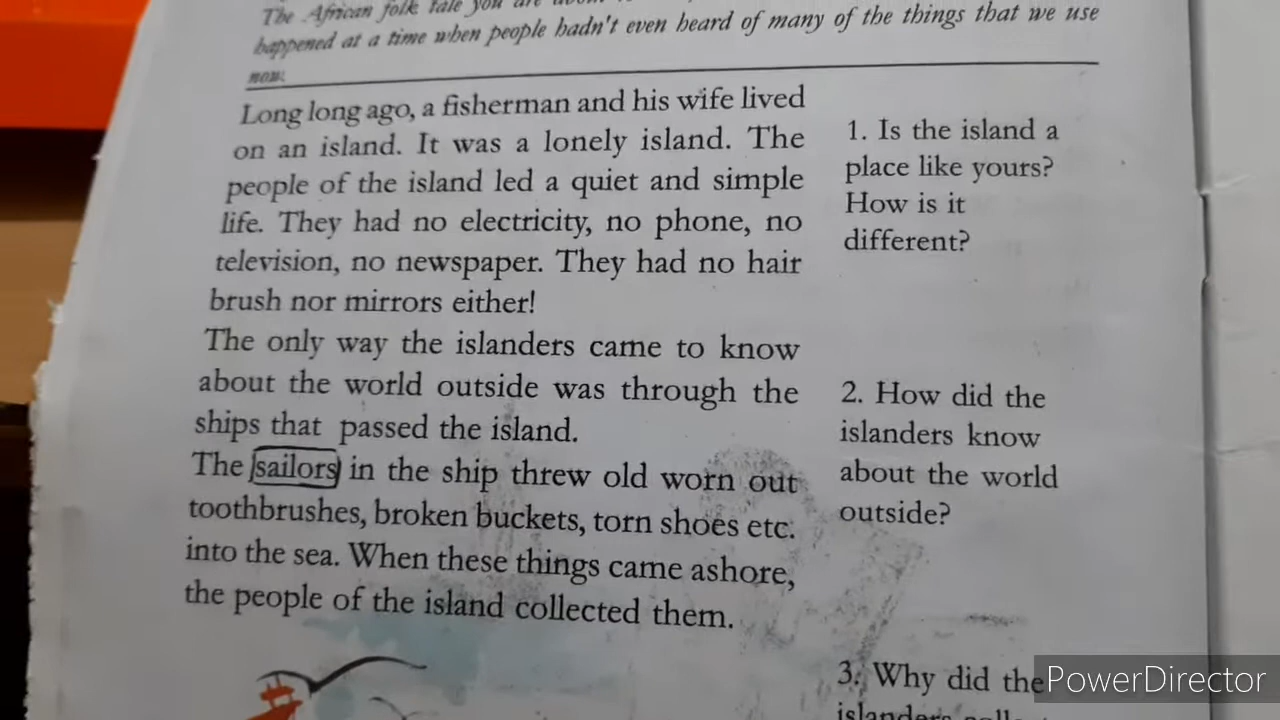 The African folk tale you are about
happened at a time when people hadn't even heard of many of the things that we use
now.
Long long ago, a fisherman and his wife lived
on an island. It was a lonely island. The
people of the island led a quiet and simple
life. They had no electricity, no phone, no
television, no newspaper. They had no hair
brush nor mirrors either!
The only way the islanders came to know
about the world outside was through the
ships that passed the island.
The sailors in the ship threw old worn out
toothbrushes, broken buckets, torn shoes etc.
into the sea. When these things came ashore,
the people of the island collected them.
1. Is the island a
place like yours?
How is it
different?
2. How did the
islanders know
about the world
outside?
3. Why did the
islanders
PowerDirector